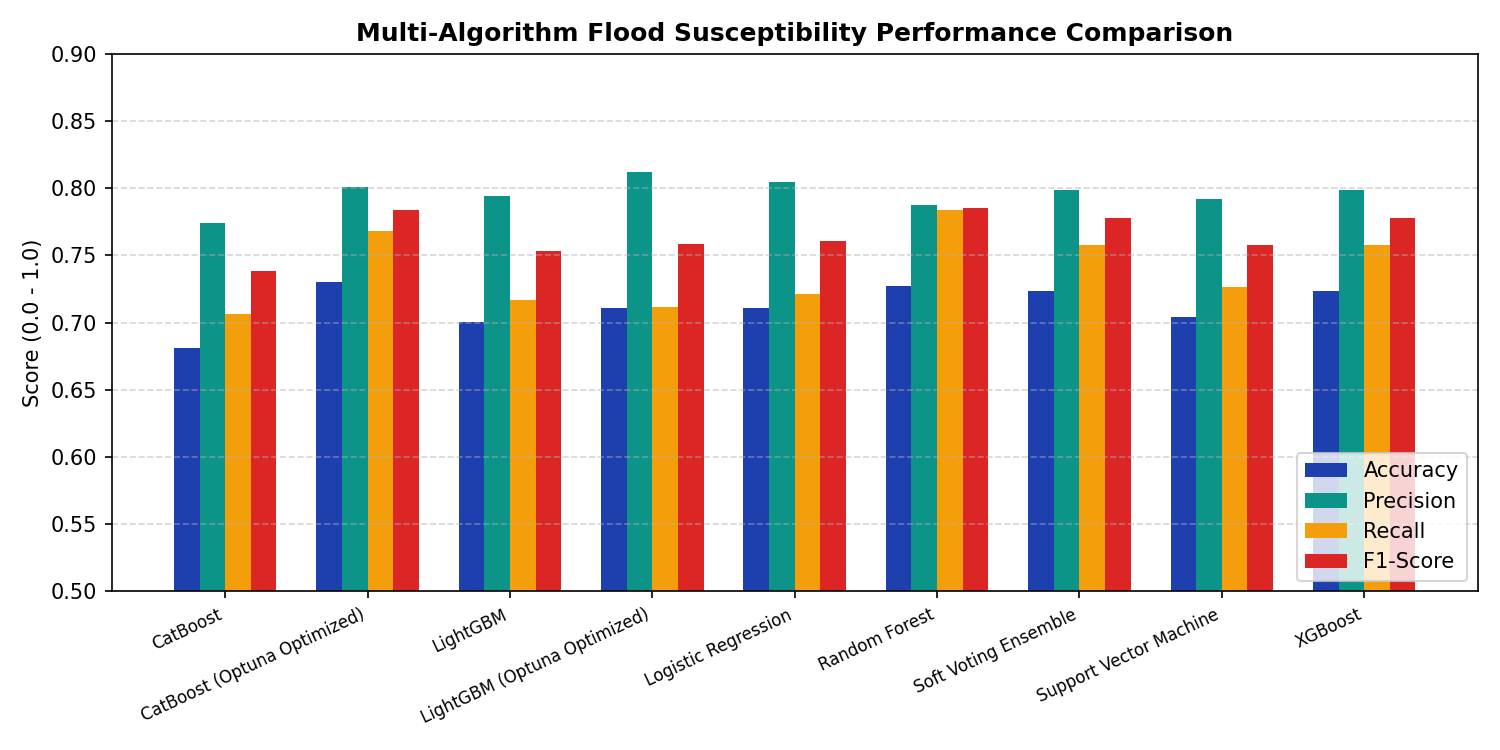 Multi-Algorithm Flood Susceptibility Performance Comparison
Score (0.0 - 1.0)
0.90
0.85
0.80
0.75
0.70
0.65
0.60
0.55
0.50
Accuracy
Precision
Recall
F1-Score
CatBoost
CatBoost (Optuna Optimized)
LightGBM
LightGBM (Optuna Optimized)
Logistic Regression
Random Forest
Soft Voting Ensemble
Support Vector Machine
XGBoost